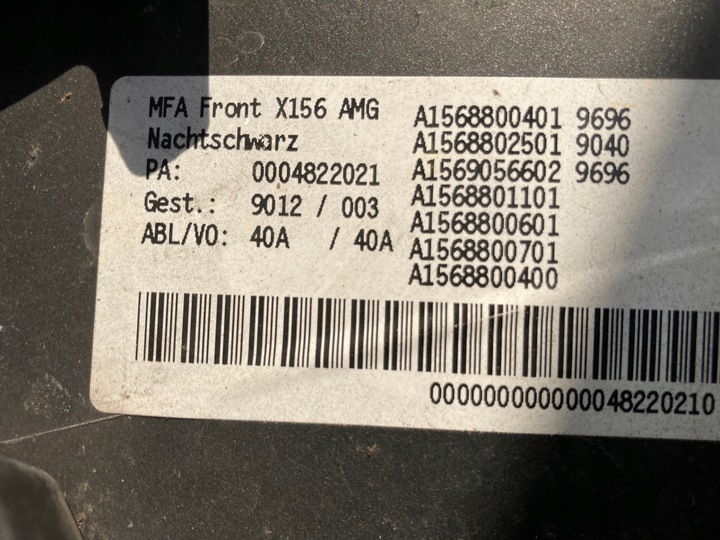 MFA Front X156 AMG
Nachtschwarz
PA: 0004822021
Gest.: 9012 / 003
ABL/VO: 40A / 40A
A1568800401 9696
A1568802501 9040
A1569056602 9696
A1568801101
A1568800601
A1568800701
A1568800400
000000000000048220210